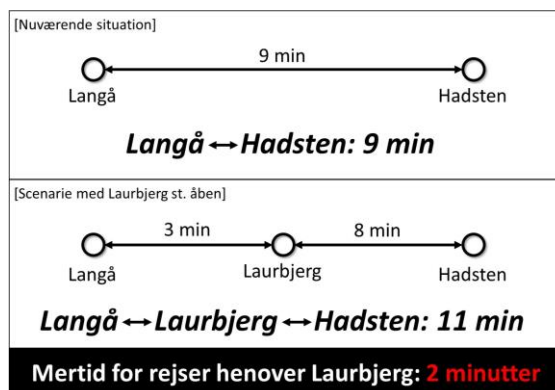 [Nuværende situation]
9 min
Langå Hadsten
Langå ↔ Hadsten: 9 min
[Scenarie med Laurbjerg st. åben]
3 min 8 min
Langå Laurbjerg Hadsten
Langå ↔ Laurbjerg ↔ Hadsten: 11 min
Mertid for rejser henover Laurbjerg: 2 minutter